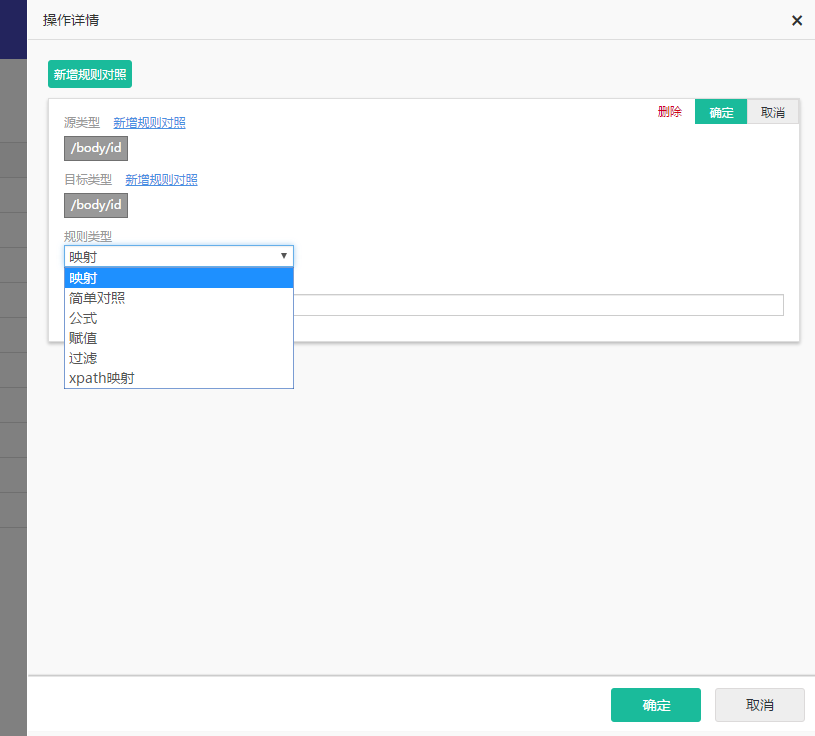 操作详情
×
新增规则对照
删除 确定 取消
源类型 新增规则对照
/body/id
目标类型 新增规则对照
/body/id
规则类型
映射
映射
简单对照
公式
赋值
过滤
xpath映射
确定 取消